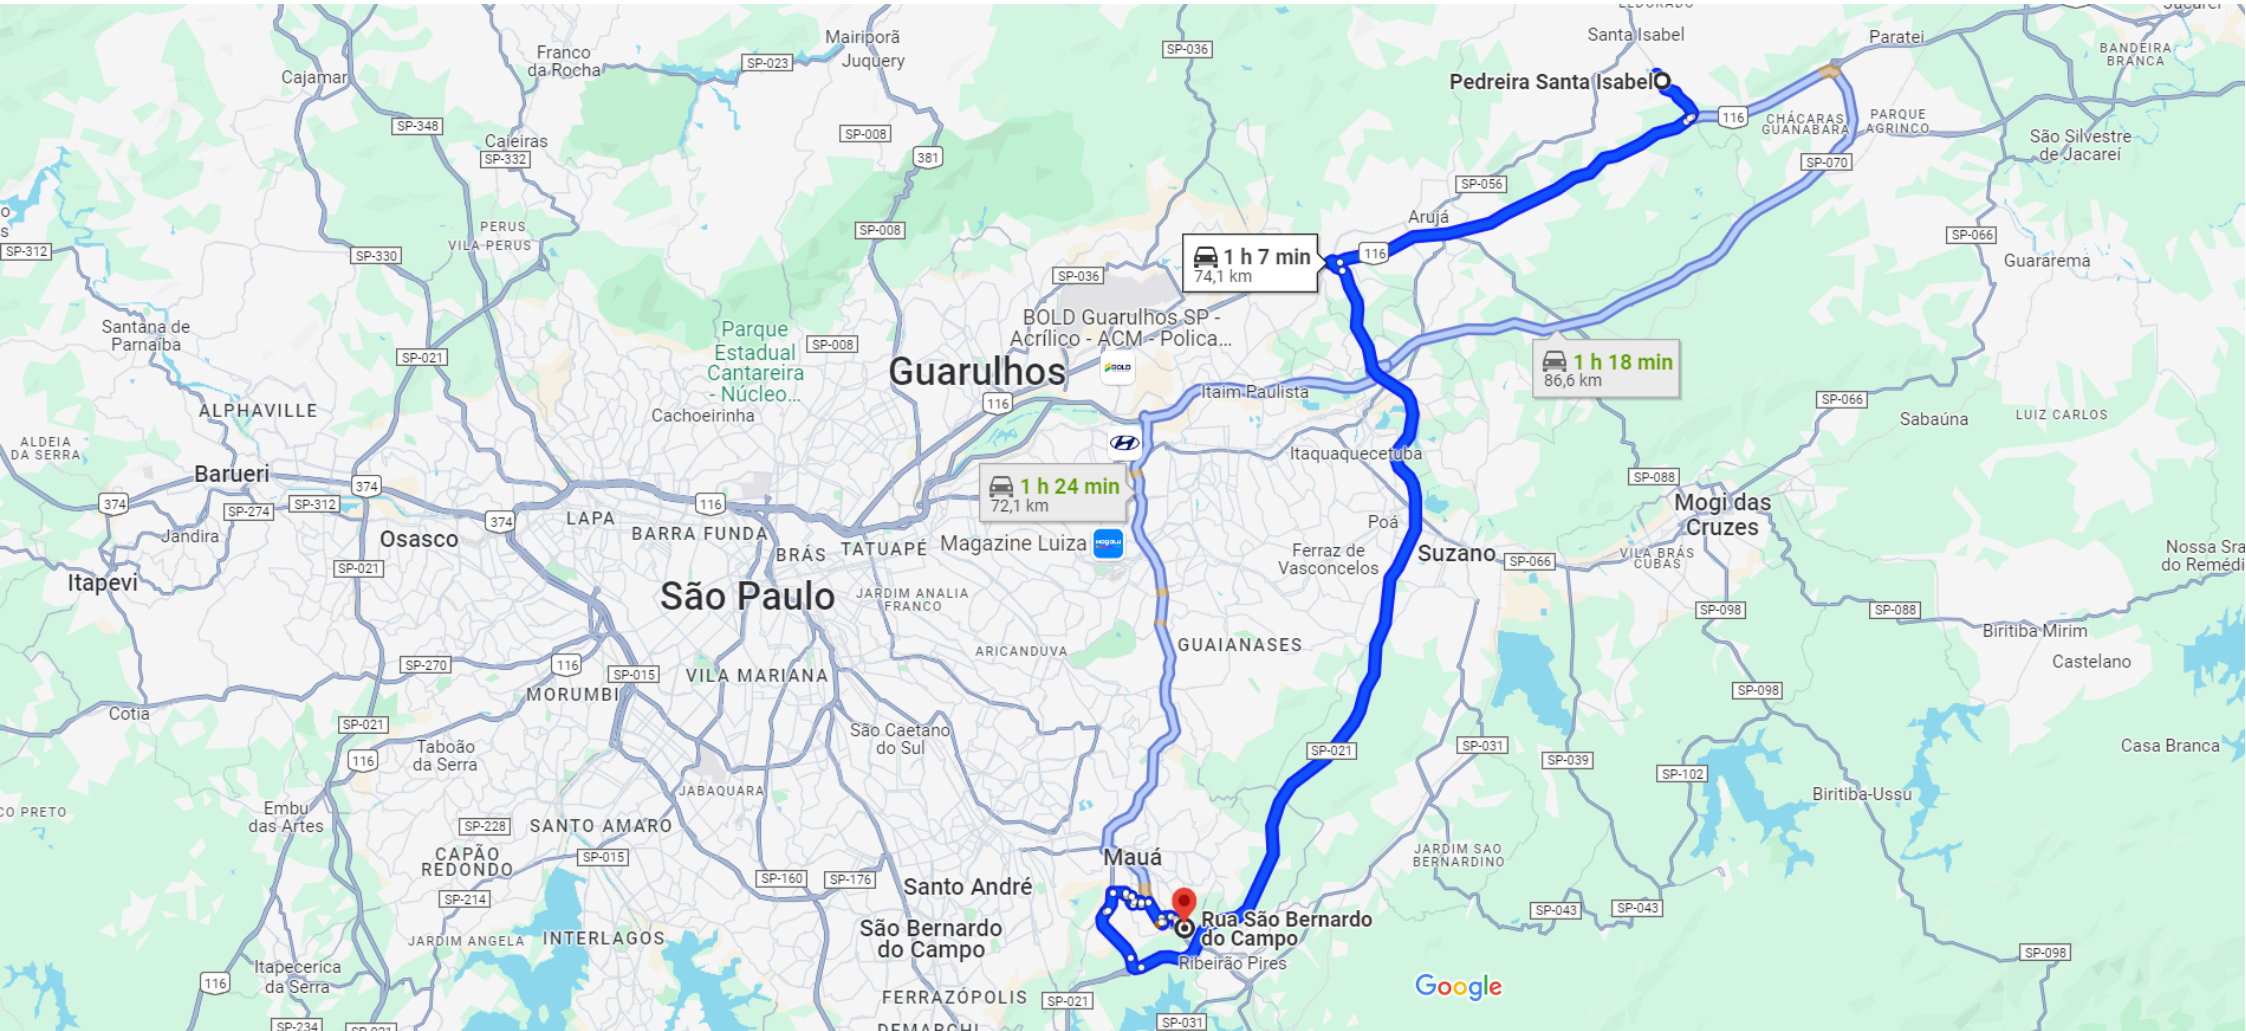 Santa Isabel
Paratei
BANDEIRA
BRANCA
Mairiporã
Juquery
SP-036
SP-023
Franco
da Rocha
Cajamar
Pedreira Santa Isabel
116
CHÁCARAS
GUANABARA
PARQUE
AGRINCO
SP-348
SP-008
Caieiras
SP-332
381
São Silvestre
de Jacareí
SP-070
SP-056
Arujá
PERUS
VILA PERUS
SP-312
SP-330
SP-008
SP-066
Guararema
1 h 7 min
74,1 km
116
SP-036
BOLD Guarulhos SP -
Acrílico - ACM - Polica...
BOLD
Santana de
Parnaíba
SP-021
Parque
Estadual
Cantareira
- Núcleo...
SP-008
Guarulhos
1 h 18 min
86,6 km
Itaim Paulista
116
ALPHAVILLE
Cachoeirinha
SP-066
Sabaúna
LUIZ CARLOS
ALDEIA
DA SERRA
Itaquaquecetuba
Barueri
374
374
SP-312
SP-274
116
1 h 24 min
72,1 km
SP-088
Mogi das
Cruzes
Jandira
Osasco
374
LAPA
BARRA FUNDA
BRÁS
TATUAPÉ
Magazine Luiza
Magalu
Poá
Ferraz de
Vasconcelos
Suzano
SP-066
VILA BRÁS
CUBAS
Nossa Sra
do Remédi
SP-021
Itapevi
São Paulo
JARDIM ANALIA
FRANCO
SP-098
SP-088
Biritiba Mirim
GUAIANASES
ARICANDUVA
Castelano
SP-270
116
SP-015
VILA MARIANA
MORUMBI
SP-098
Cotia
SP-021
São Caetano
do Sul
116
Taboão
da Serra
SP-021
SP-031
SP-039
Casa Branca
SP-102
JABAQUARA
Biritiba-Ussu
CO PRETO
Embu
das Artes
SP-228
SANTO AMARO
CAPÃO
REDONDO
SP-015
Mauá
JARDIM SAO
BERNARDINO
SP-160
SP-176
Santo André
SP-214
SP-043
SP-043
Rua São Bernardo
do Campo
São Bernardo
do Campo
JARDIM ANGELA
INTERLAGOS
SP-098
Ribeirão Pires
Itapecerica
da Serra
116
Google
FERRAZÓPOLIS
SP-021
SP-031
SP-234